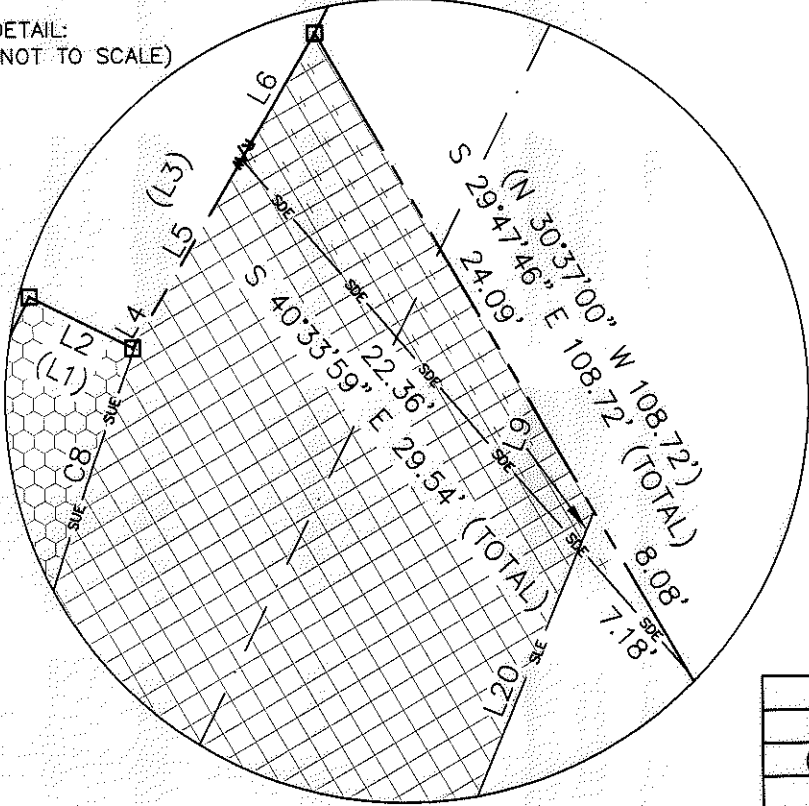 DETAIL:
NOT TO SCALE)
L6
(L3)
L5
L4
L2
(L1)
SUE
C8
SUE
SDE
SDE
SDE
SDE
SDE
SDE
(N 30°37'00" W 108.72')
S 29°47'46" E 108.72' (TOTAL)
24.09'
8.08'
22.36'
S 40°33'59" E 29.54' (TOTAL)
7.18'
L9
L20
SLE